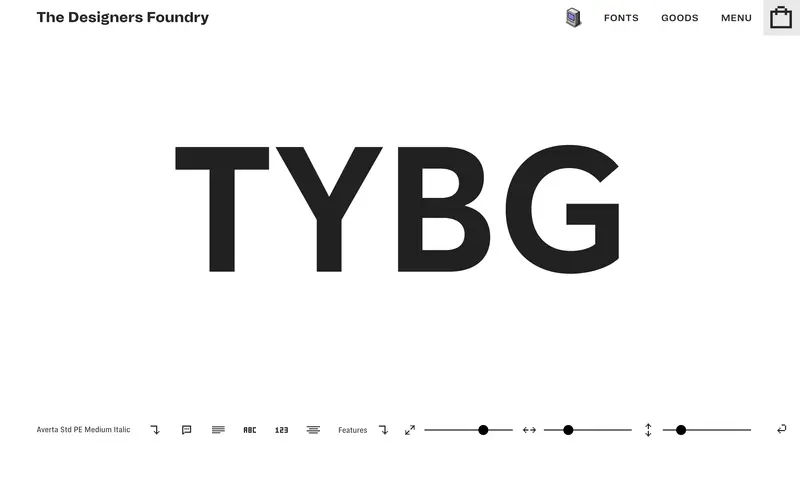 The Designers Foundry
FONTS GOODS MENU
TYBG
Averta Std PE Medium Italic ABC 123 Features